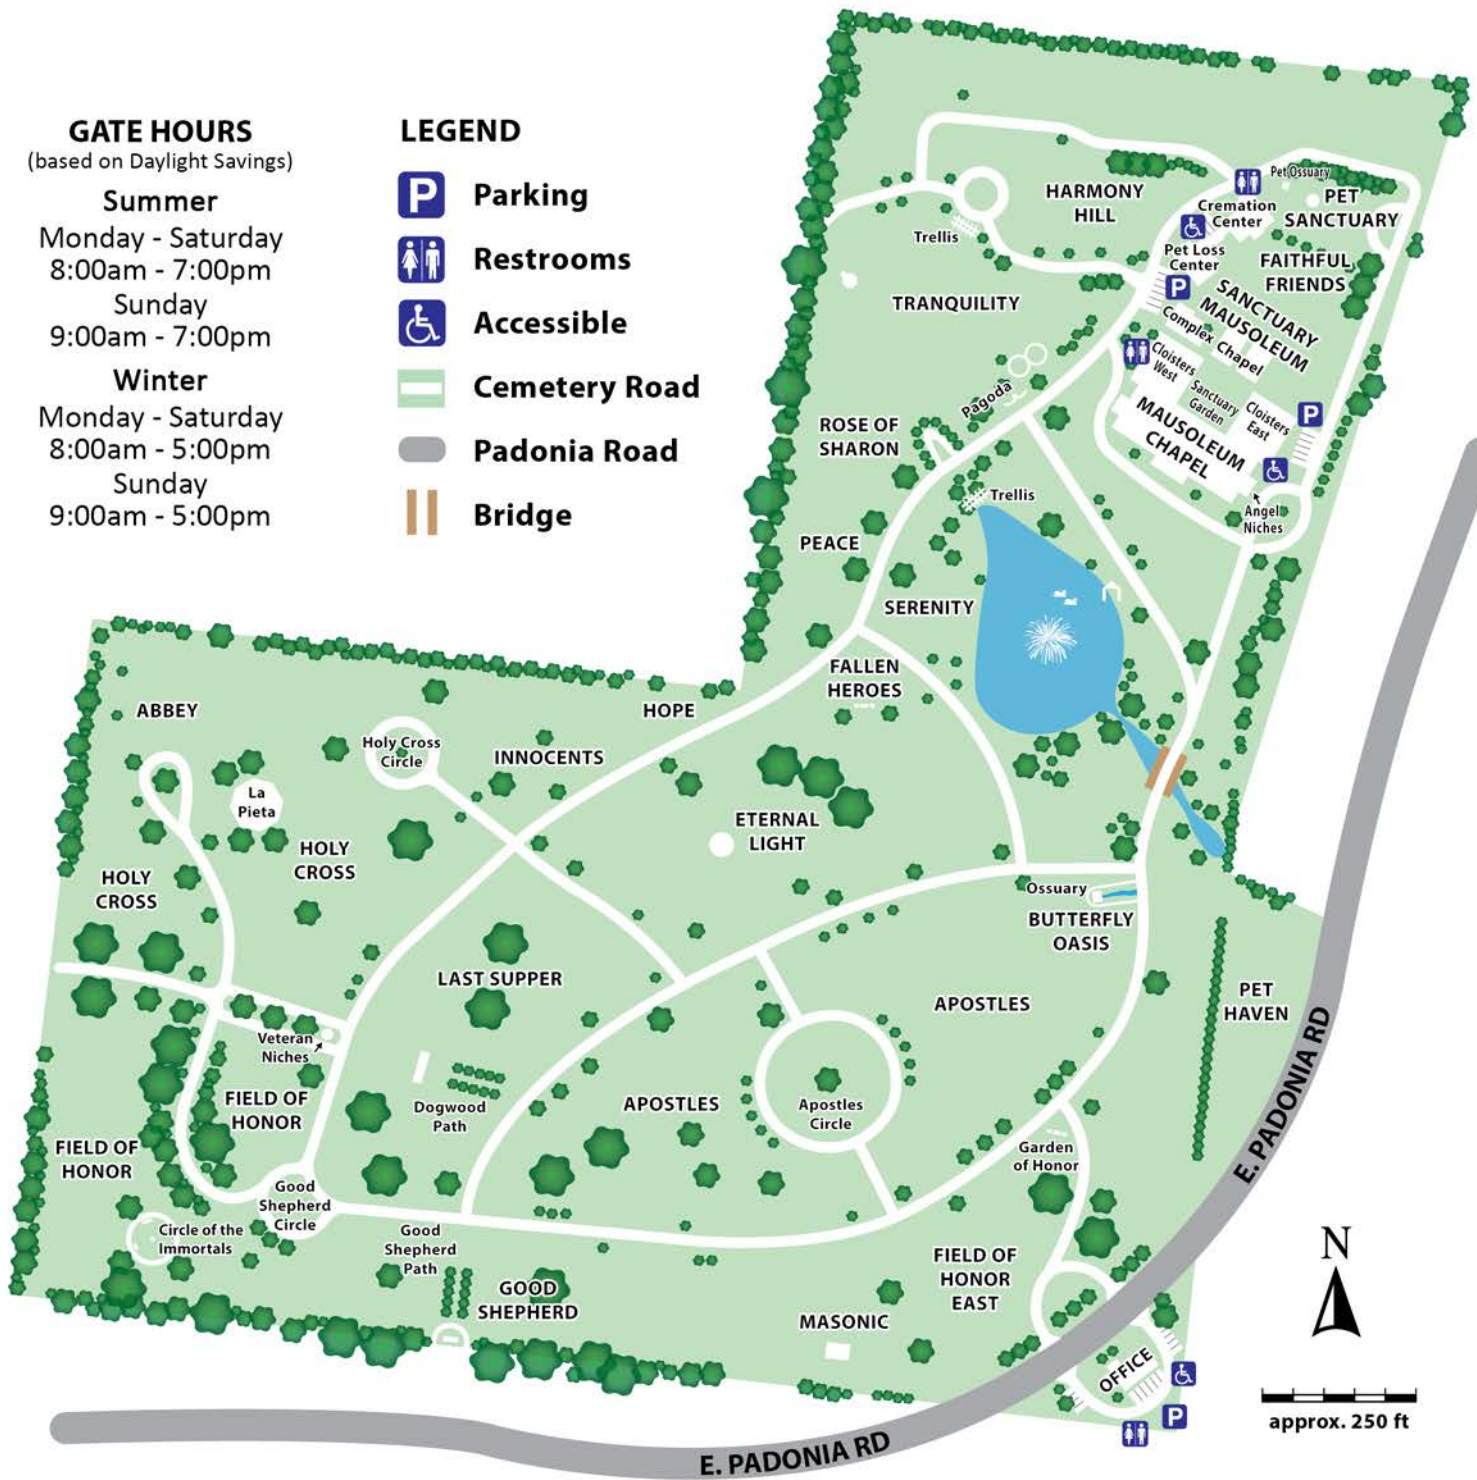 GATE HOURS
(based on Daylight Savings)
Summer
Monday - Saturday
8:00am - 7:00pm
Sunday
9:00am - 7:00pm
Winter
Monday - Saturday
8:00am - 5:00pm
Sunday
9:00am - 5:00pm
LEGEND
P Parking
Restrooms
Accessible
Cemetery Road
Padonia Road
Bridge
HARMONY
HILL
Pet Ossuary
PET
SANCTUARY
Cremation
Center
Trellis
Pet Loss
Center
FAITHFUL
FRIENDS
P
TRANQUILITY
SANCTUARY
MAUSOLEUM
Complex Chapel
Cloisters
West
Sanctuary
Garden
Cloisters
East
P
MAUSOLEUM
CHAPEL
Angel
Niches
Pagoda
ROSE OF
SHARON
Trellis
PEACE
SERENITY
FALLEN
HEROES
ABBEY
HOPE
Holy Cross
Circle
INNOCENTS
La
Pieta
ETERNAL
LIGHT
HOLY
CROSS
HOLY
CROSS
Ossuary
BUTTERFLY
OASIS
LAST SUPPER
APOSTLES
PET
HAVEN
Veteran
Niches
FIELD OF
HONOR
Dogwood
Path
APOSTLES
Apostles
Circle
E. PADONIA RD
FIELD OF
HONOR
Garden
of Honor
Good
Shepherd
Circle
Circle of the
Immortals
Good
Shepherd
Path
GOOD
SHEPHERD
FIELD OF
HONOR
EAST
MASONIC
OFFICE
P
N
approx. 250 ft
E. PADONIA RD